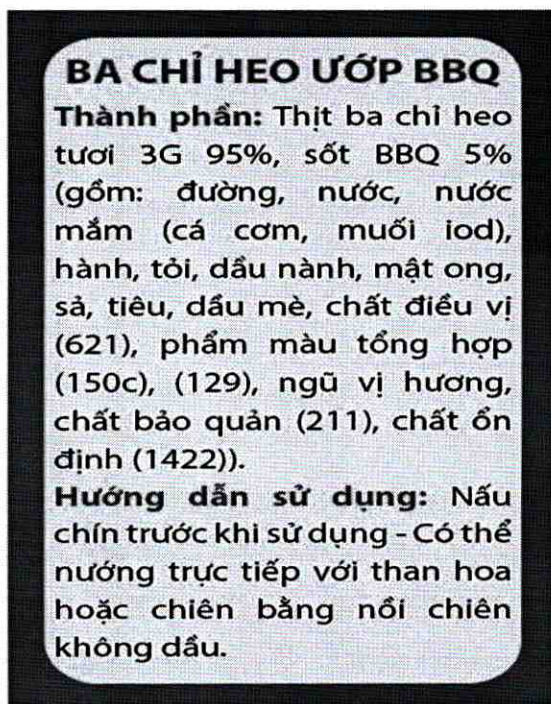 BA CHỈ HEO ƯỚP BBQ
Thành phần: Thịt ba chỉ heo
tươi 3G 95%, sốt BBQ 5%
(gồm: đường, nước, nước
mắm (cá cơm, muối iod),
hành, tỏi, dầu nành, mật ong,
sả, tiêu, dầu mè, chất điều vị
(621), phẩm màu tổng hợp
(150c), (129), ngũ vị hương,
chất bảo quản (211), chất ổn
định (1422)).
Hướng dẫn sử dụng: Nấu
chín trước khi sử dụng - Có thể
nướng trực tiếp với than hoa
hoặc chiên bằng nồi chiên
không dầu.